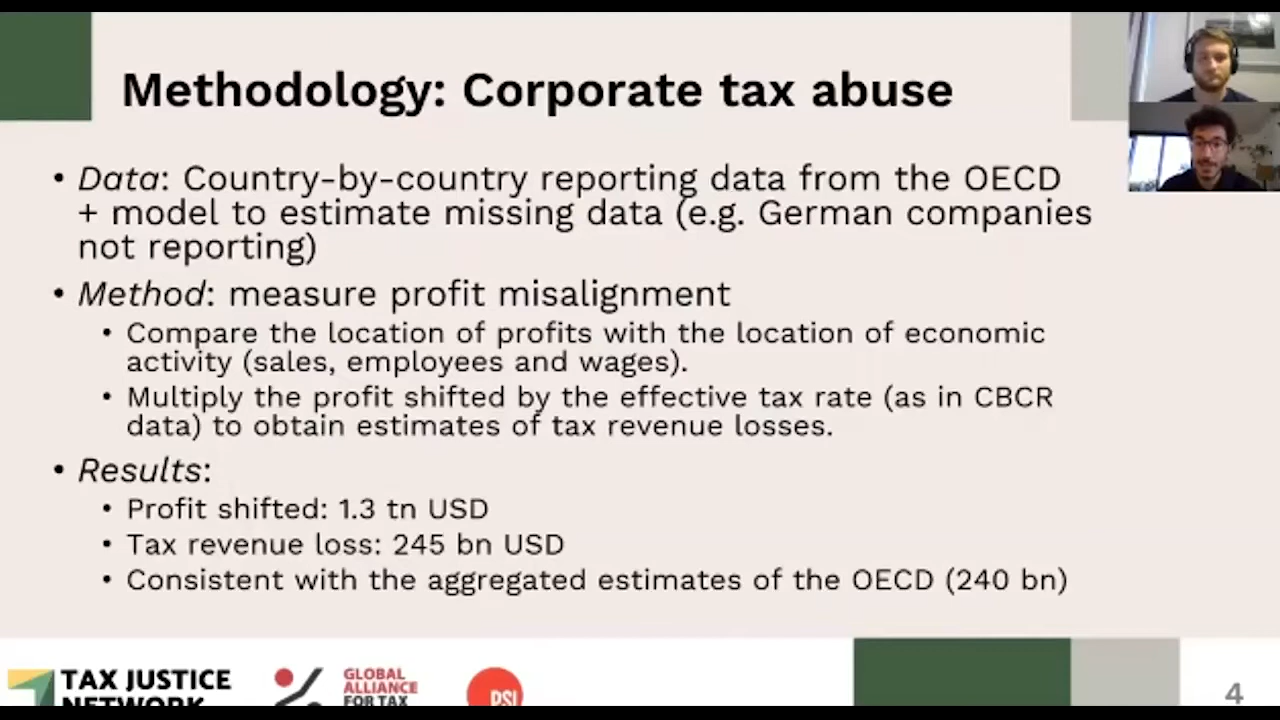 Methodology: Corporate tax abuse
• Data: Country-by-country reporting data from the OECD
+ model to estimate missing data (e.g. German companies
not reporting)
• Method: measure profit misalignment
• Compare the location of profits with the location of economic
activity (sales, employees and wages).
• Multiply the profit shifted by the effective tax rate (as in CBCR
data) to obtain estimates of tax revenue losses.
• Results:
• Profit shifted: 1.3 tn USD
• Tax revenue loss: 245 bn USD
• Consistent with the aggregated estimates of the OECD (240 bn)
TAX JUSTICE
NETWORK
GLOBAL
ALLIANCE
FOR TAX
PSI
4